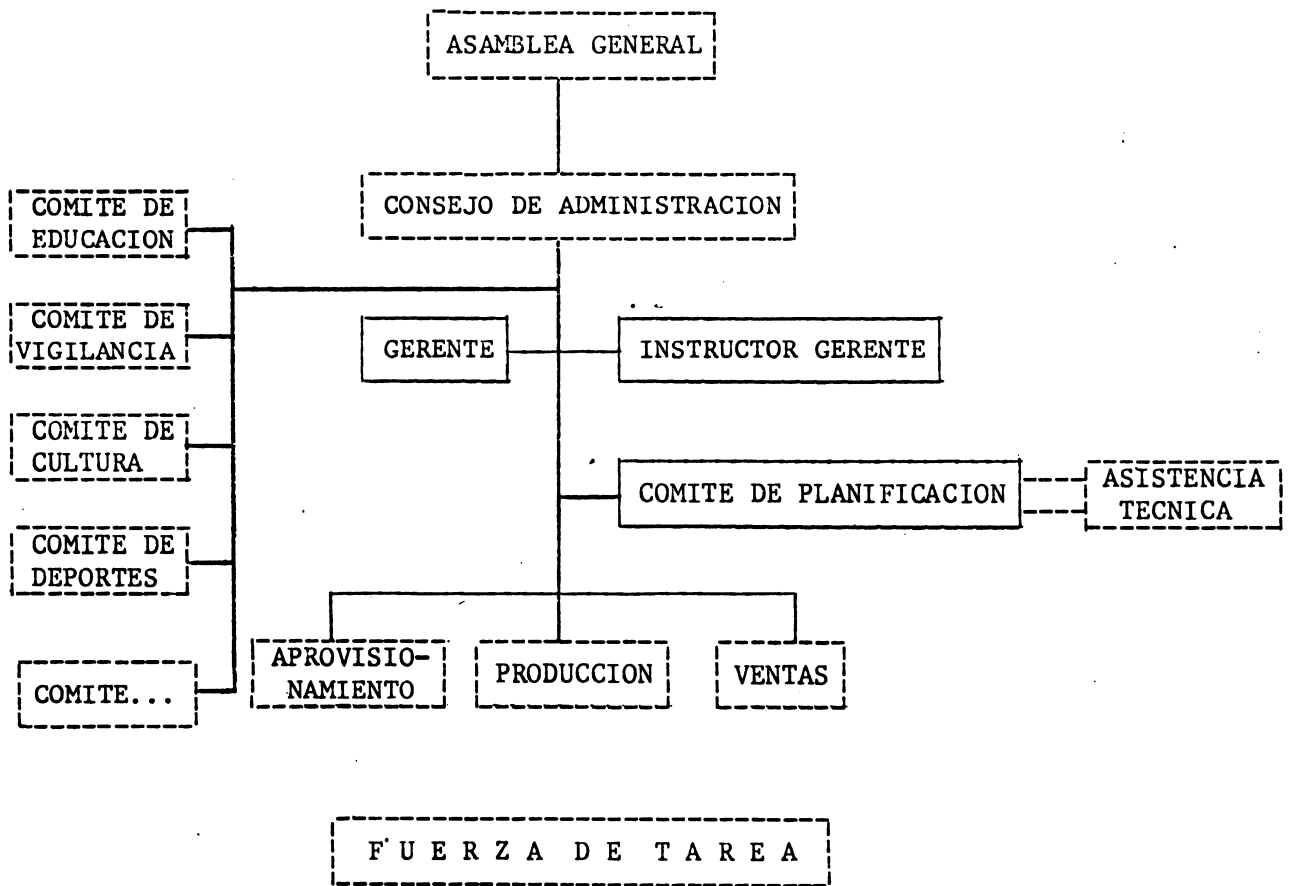 ASAMBLEA GENERAL
CONSEJO DE ADMINISTRACION
COMITE DE
EDUCACION
COMITE DE
VIGILANCIA
GERENTE
INSTRUCTOR GERENTE
COMITE DE
CULTURA
COMITE DE PLANIFICACION
ASISTENCIA
TECNICA
COMITE DE
DEPORTES
APROVISIO-
NAMIENTO
PRODUCCION
VENTAS
COMITE...
FUERZA DE TAREA